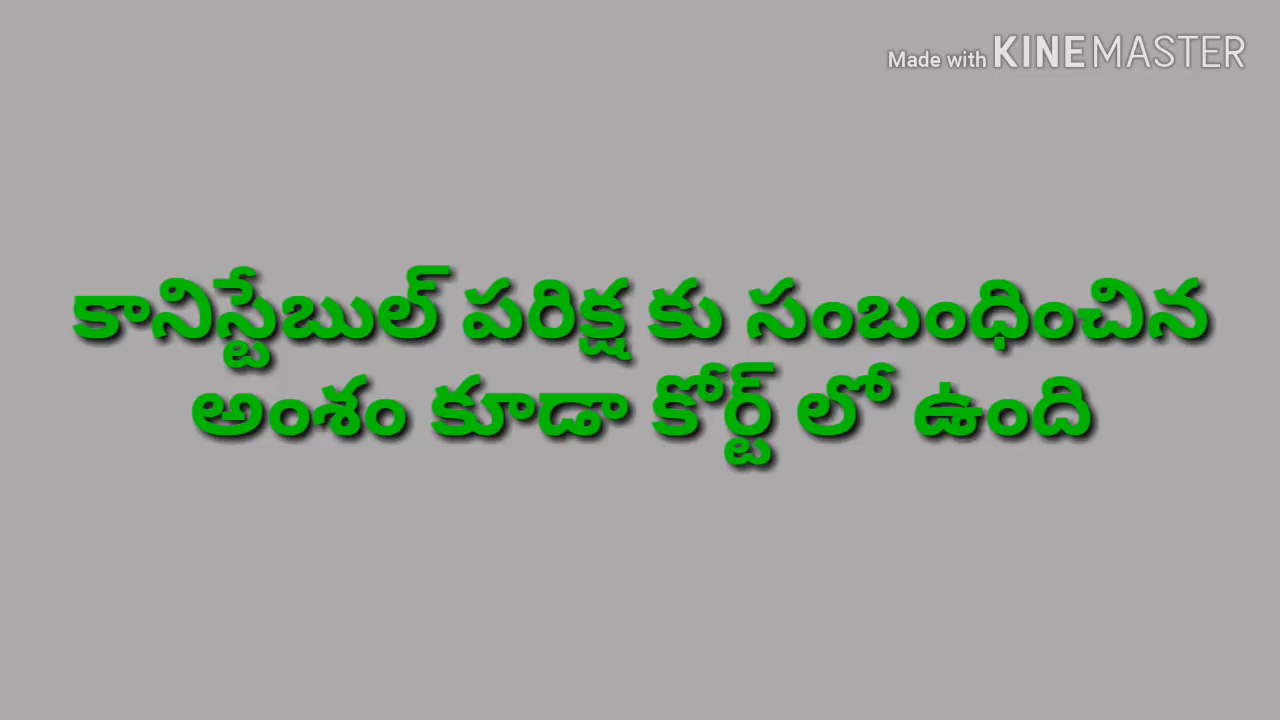 Made with KINEMASTER
కానిస్టేబుల్ పరిక్ష కు సంబంధించిన
అంశం కూడా కోర్ట్ లో ఉంది